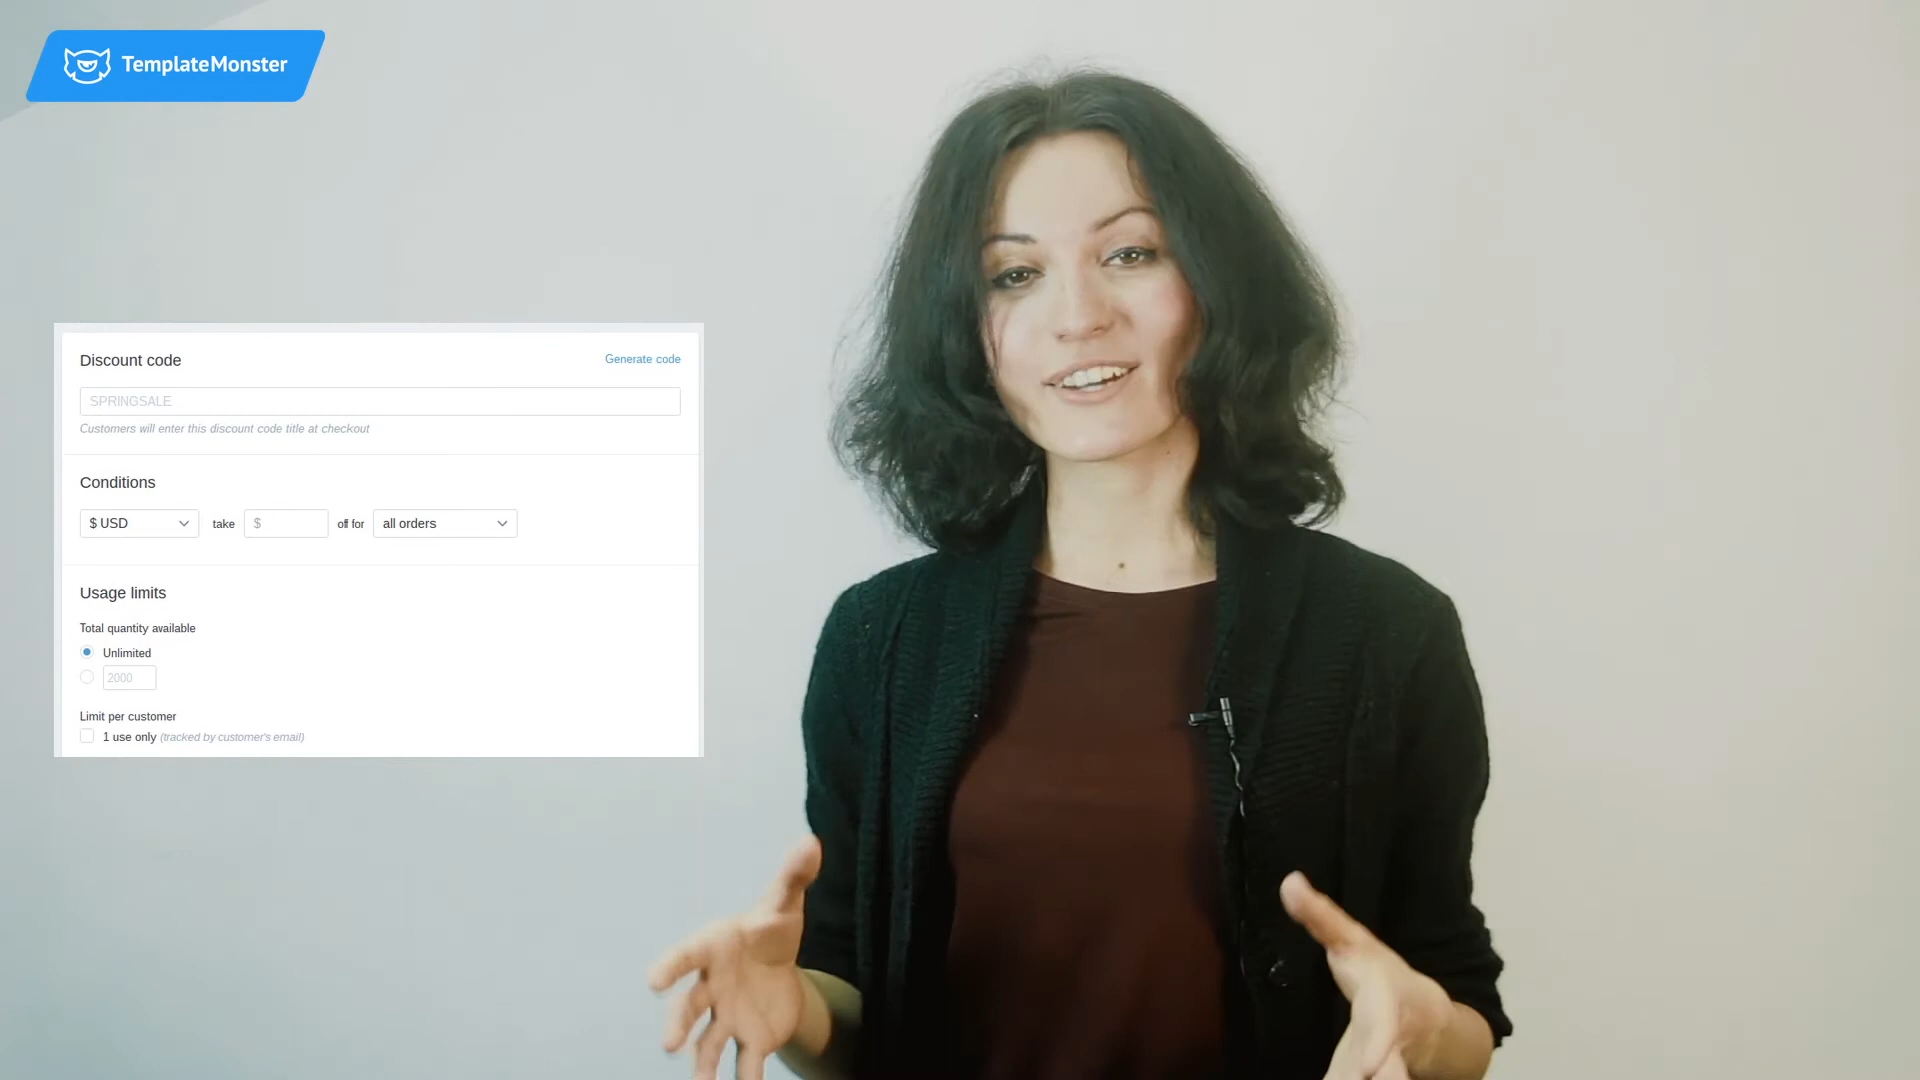 TemplateMonster
Discount code
Generate code
SPRINGSALE
Customers will enter this discount code title at checkout
Conditions
$ USD take $ off for all orders
Usage limits
Total quantity available
Unlimited
2000
Limit per customer
1 use only (tracked by customer's email)